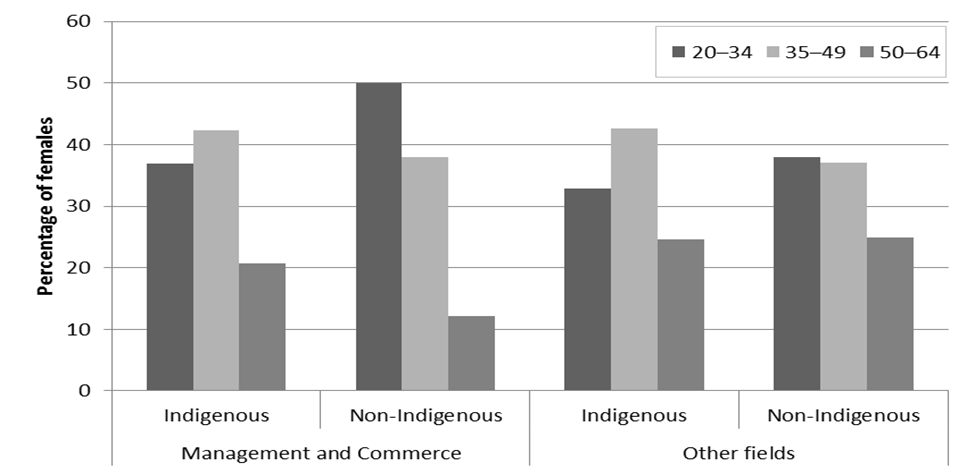 60
20–34 35–49 50–64
50
40
30
20
10
0
Percentage of females
Indigenous Non-Indigenous Indigenous Non-Indigenous
Management and Commerce Other fields